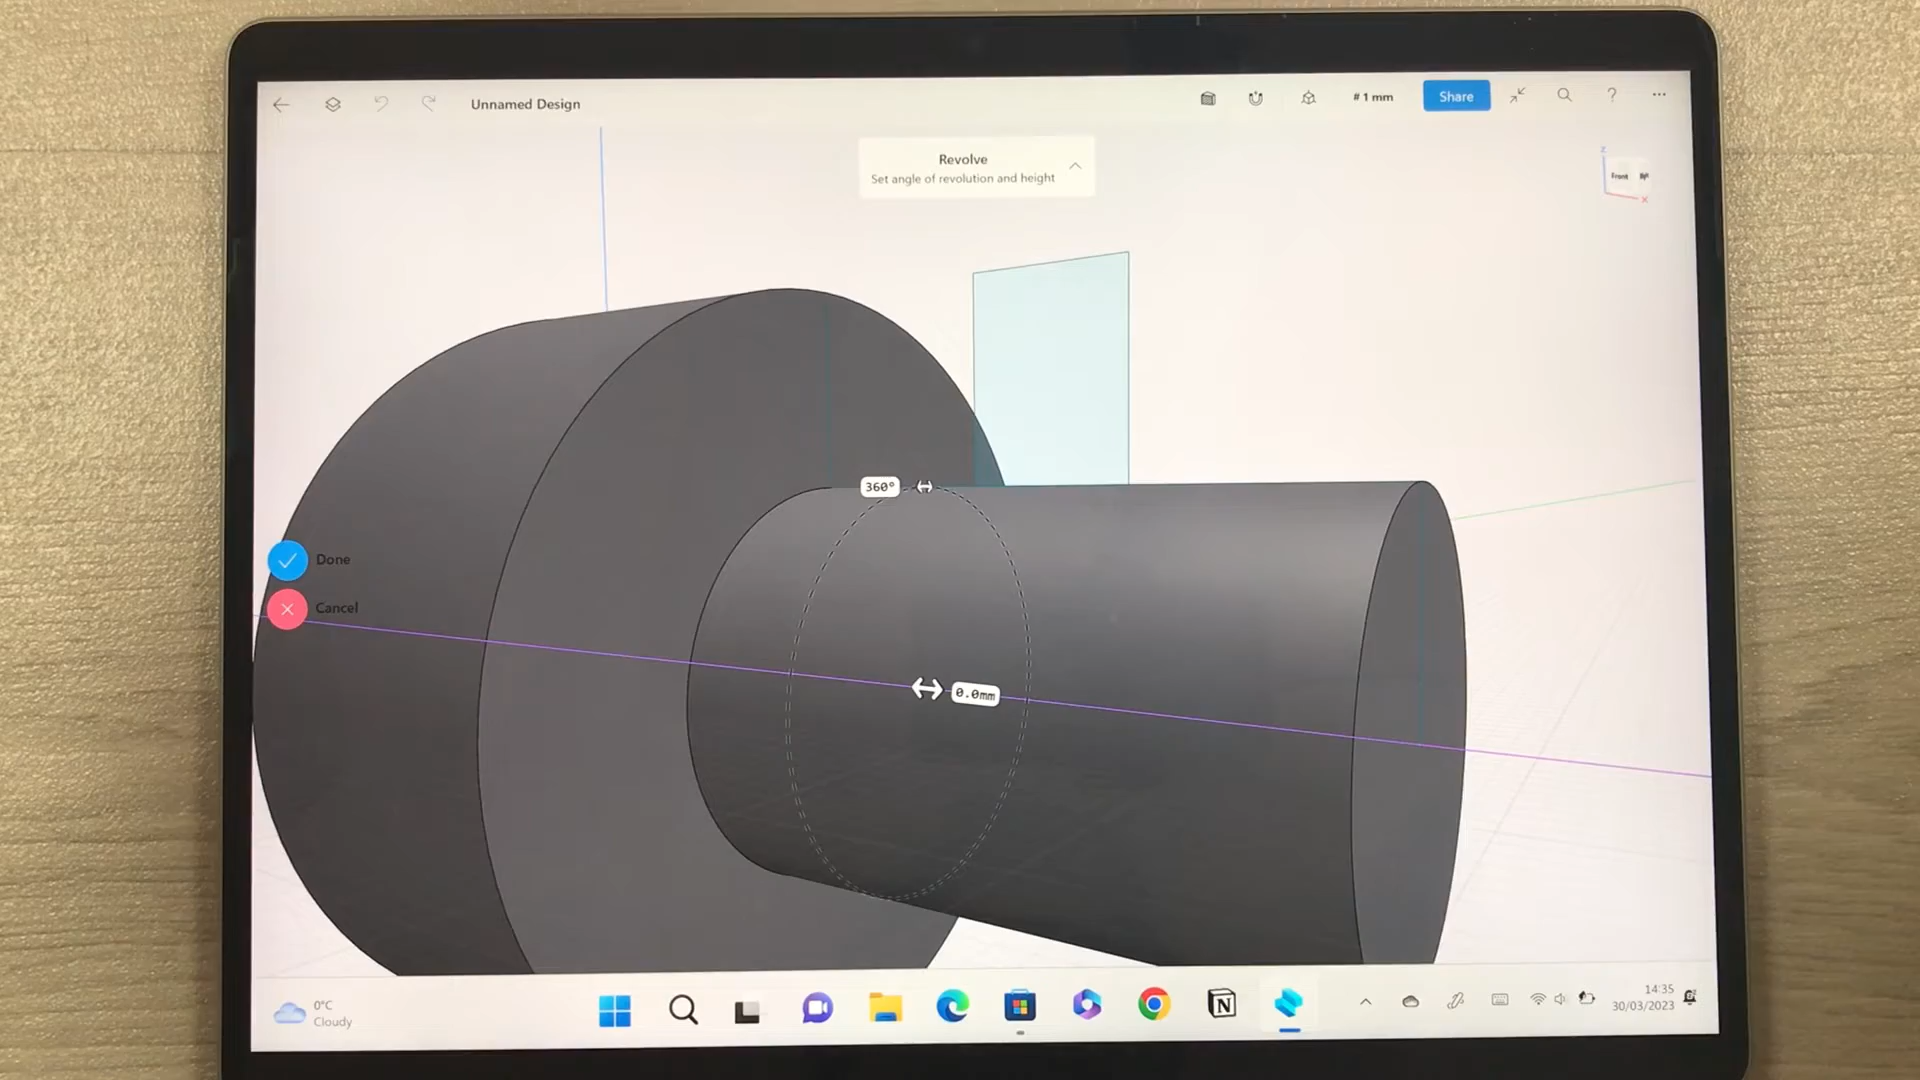 Unnamed Design
# 1 mm
Share
?
Revolve
Set angle of revolution and height
Z
Front
X
360°
Done
Cancel
0.0mm
0°C
Cloudy
N
14:35
30/03/2023